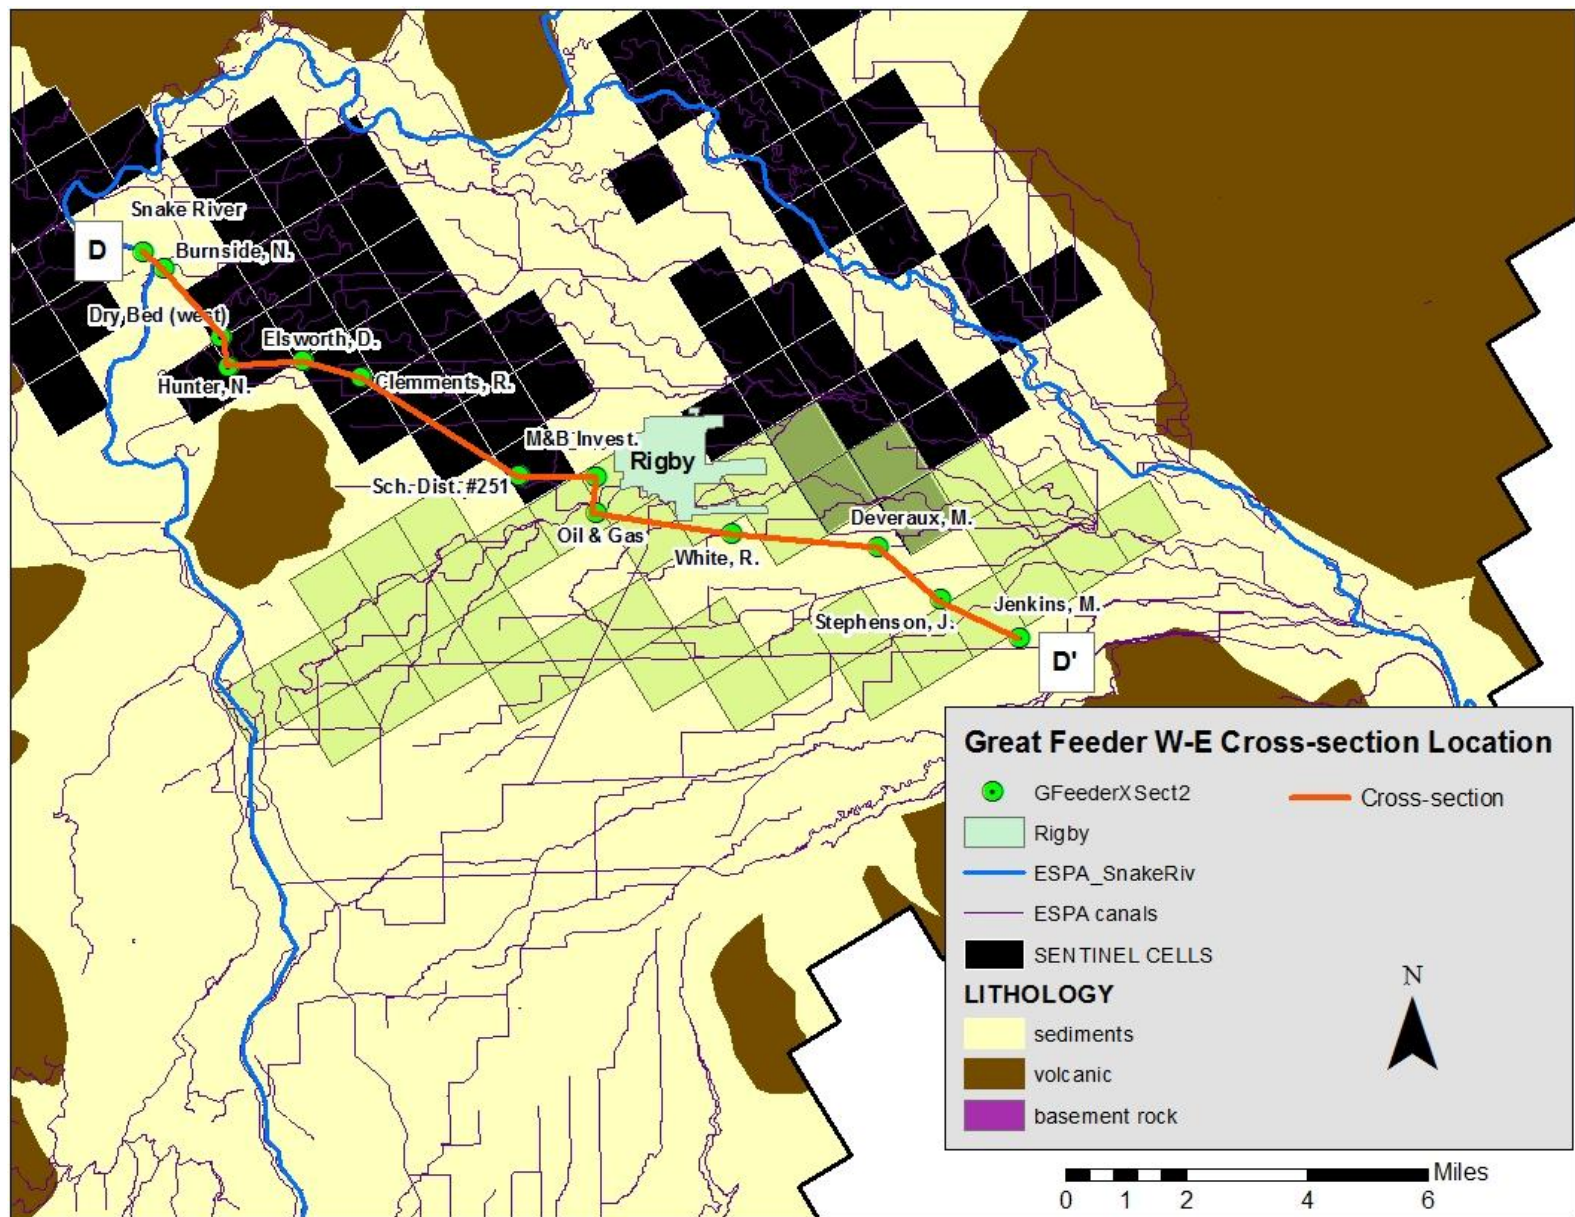 Snake River
D
Burnside, N.
Dry Bed (west)
Elsworth, D.
Hunter, N.
Clemments, R.
M&B Invest.
Rigby
Sch. Dist. #251
Oil & Gas
Deveraux, M.
White, R.
Jenkins, M.
Stephenson, J.
D'
Great Feeder W-E Cross-section Location
GFeederXSect2
Cross-section
Rigby
ESPA_SnakeRiv
ESPA canals
SENTINEL CELLS
LITHOLOGY
N
sediments
volcanic
basement rock
Miles
0 1 2 4 6